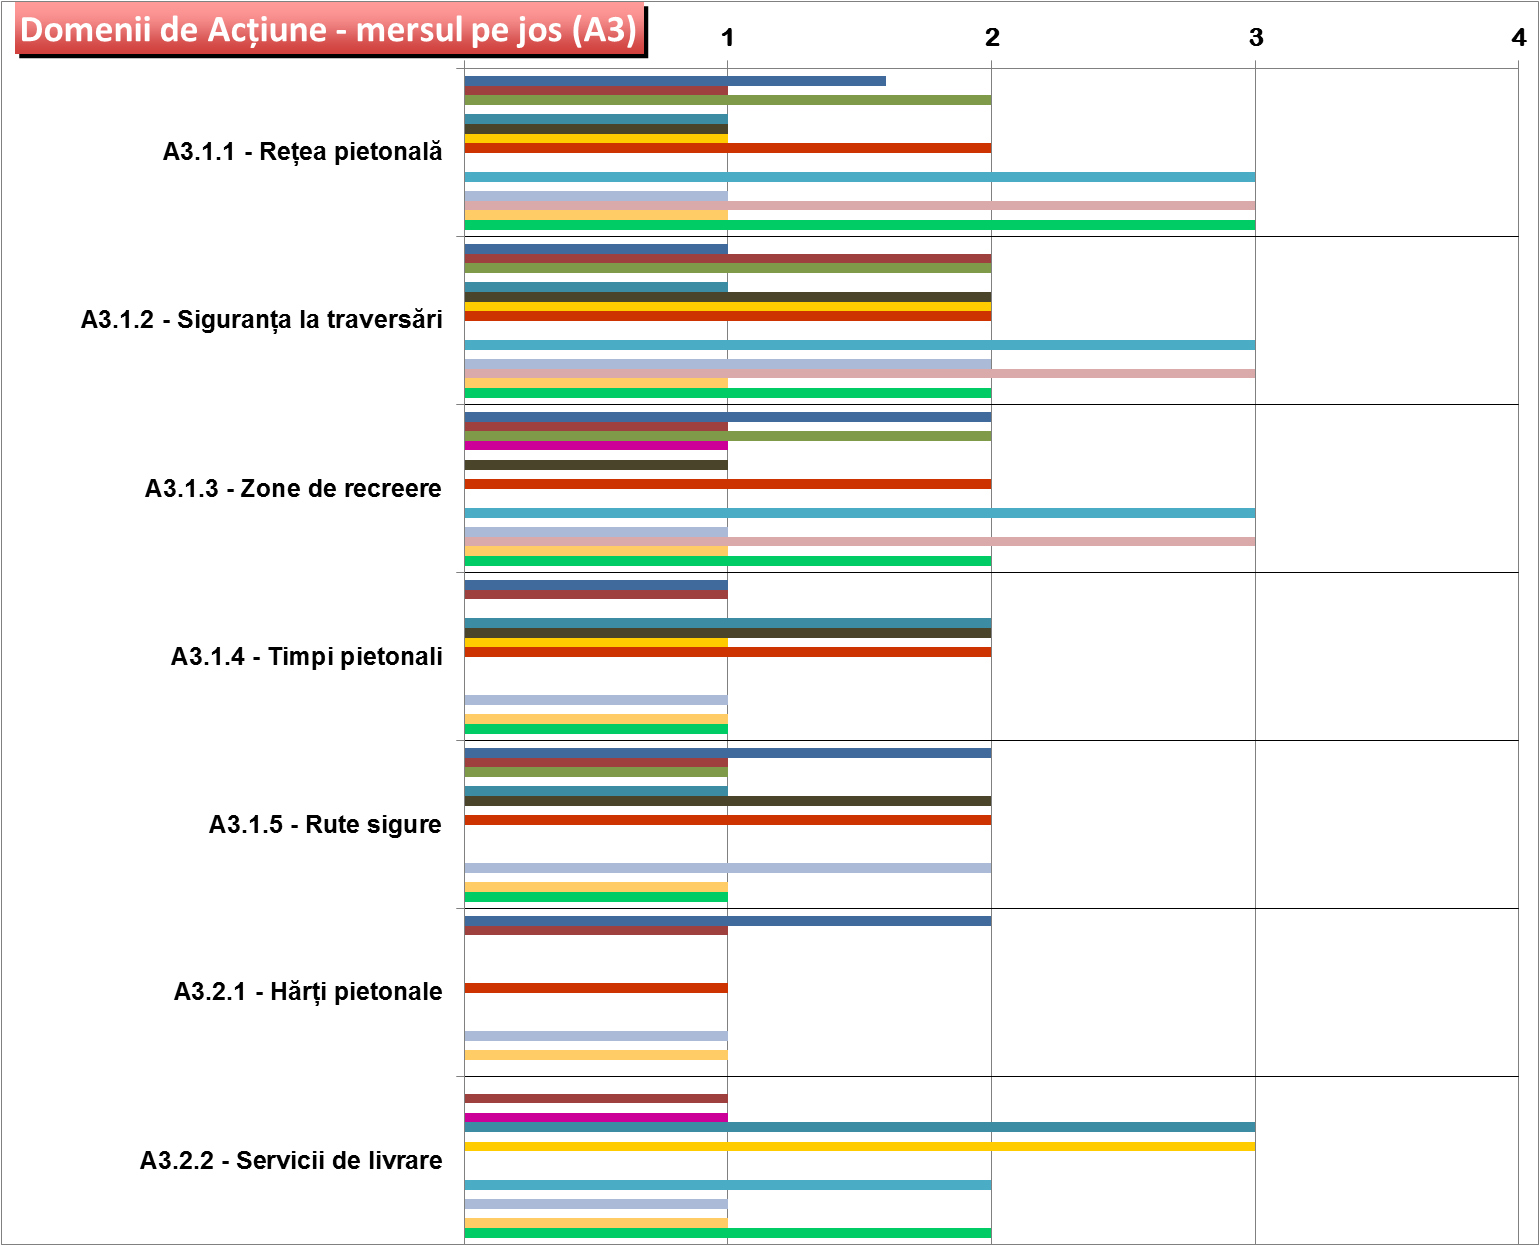 Domenii de Acțiune - mersul pe jos (A3)
1 2 3 4
A3.1.1 - Rețea pietonală
A3.1.2 - Siguranța la traversări
A3.1.3 - Zone de recreere
A3.1.4 - Timpi pietonali
A3.1.5 - Rute sigure
A3.2.1 - Hărți pietonale
A3.2.2 - Servicii de livrare